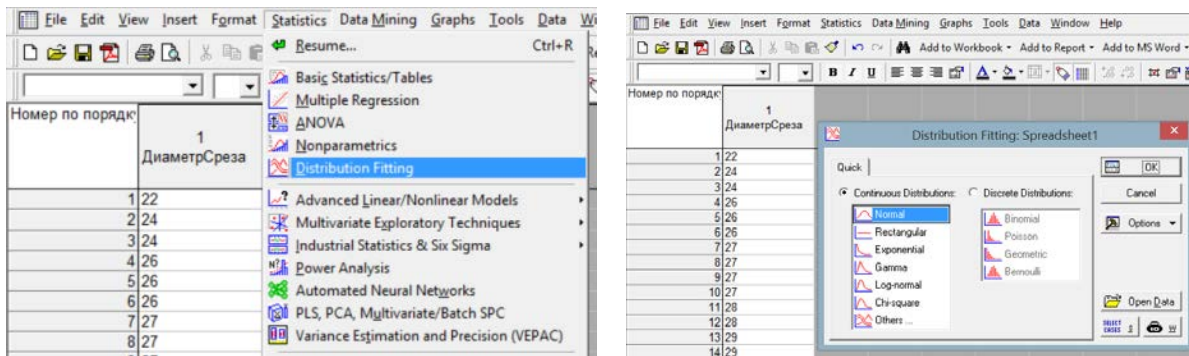 File Edit View Insert Format Statistics Data Mining Graphs Tools Data Wi
Resume... Ctrl+R
Basic Statistics/Tables
Multiple Regression
ANOVA
Nonparametrics
Distribution Fitting
Advanced Linear/Nonlinear Models
Multivariate Exploratory Techniques
Industrial Statistics & Six Sigma
Power Analysis
Automated Neural Networks
PLS, PCA, Multivariate/Batch SPC
Variance Estimation and Precision (VEPAC)
Номер по порядк
1
ДиаметрСреза
1 22
2 24
3 24
4 26
5 26
6 26
7 27
8 27
File Edit View Insert Format Statistics Data Mining Graphs Tools Data Window Help
Add to Workbook Add to Report Add to MS Word
B I U
Номер по порядк
1
ДиаметрСреза
1 22
2 24
3 24
4 26
5 26
6 26
7 27
8 27
9 27
10 27
11 28
12 28
13 29
14 29
Distribution Fitting: Spreadsheet1
Quick
Continuous Distributions: Discrete Distributions:
Normal
Rectangular
Exponential
Gamma
Log-normal
Chi-square
Others ...
Binomial
Poisson
Geometric
Bernoulli
OK
Cancel
Options
Open Data
SELECT CASES S W